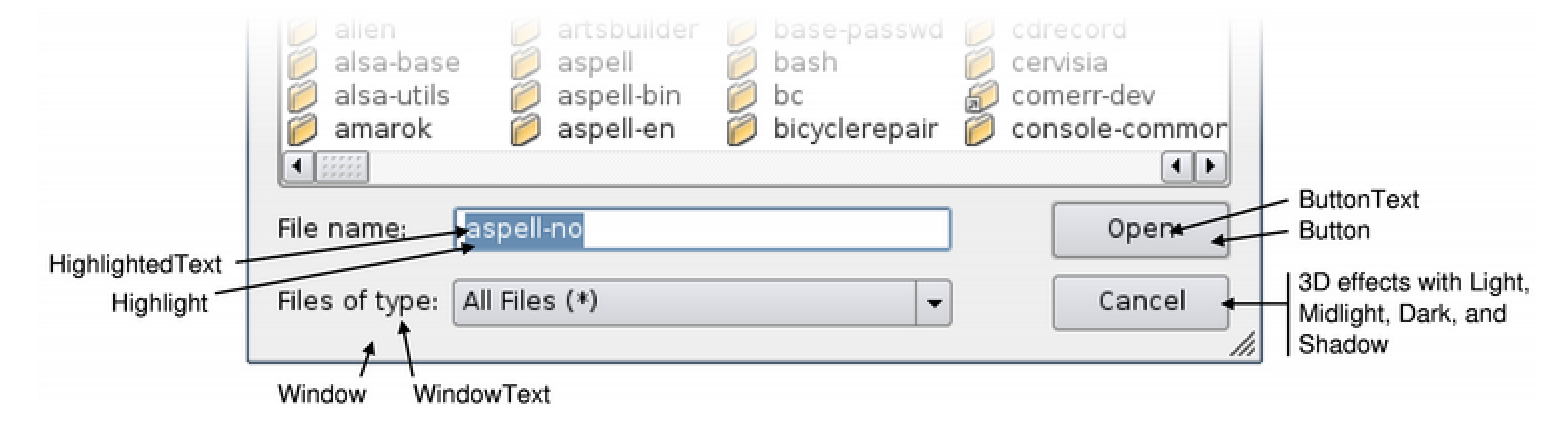 alien artsbuilder base-passwd cdrecord
alsa-base aspell bash cervisia
alsa-utils aspell-bin bc comerr-dev
amarok aspell-en bicyclerepair console-common
File name: aspell-no Open
ButtonText
Button
HighlightedText
Highlight
Files of type: All Files (*) Cancel
3D effects with Light,
Midlight, Dark, and
Shadow
Window WindowText